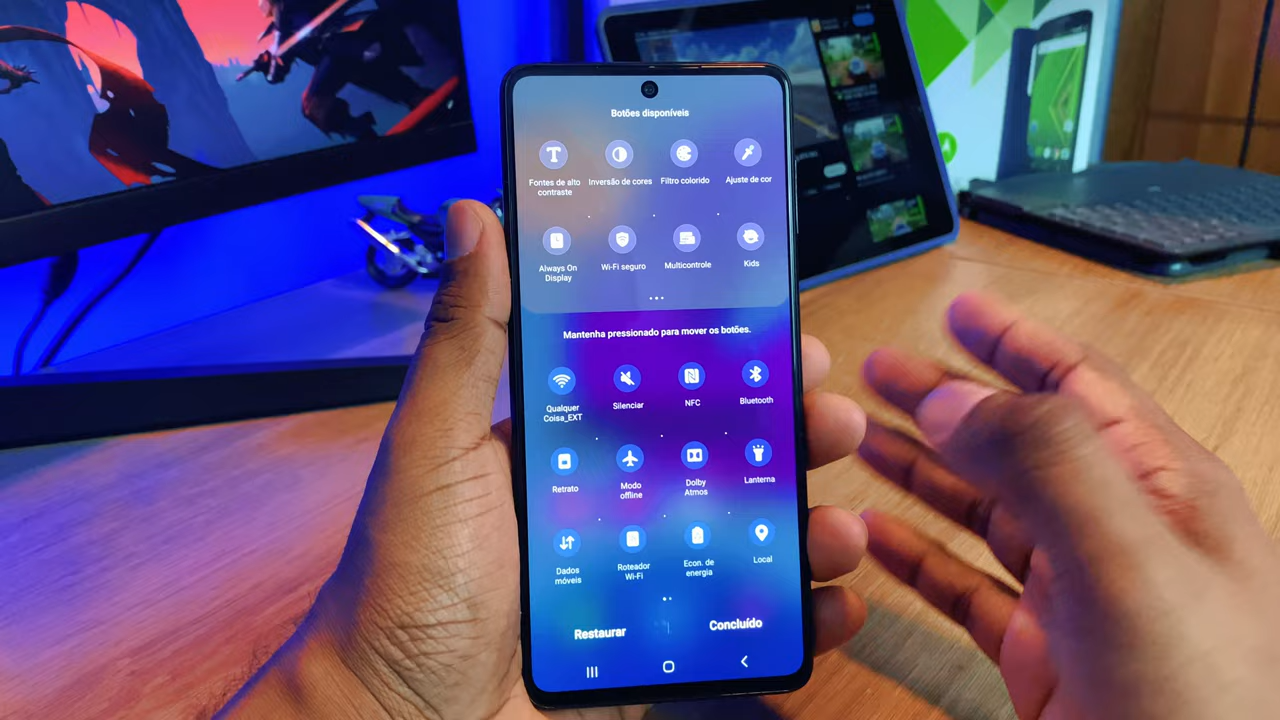 Botões disponíveis
Fontes de alto
contraste
Inversão de cores
Filtro colorido
Ajuste de cor
Always On
Display
Wi-Fi seguro
Multicontrole
Kids
Mantenha pressionado para mover os botões.
Qualquer
Coisa_EXT
Silenciar
NFC
Bluetooth
Retrato
Modo
offline
Dolby
Atmos
Lanterna
Dados
móveis
Roteador
Wi-Fi
Econ. de
energia
Local
Restaurar
Concluído